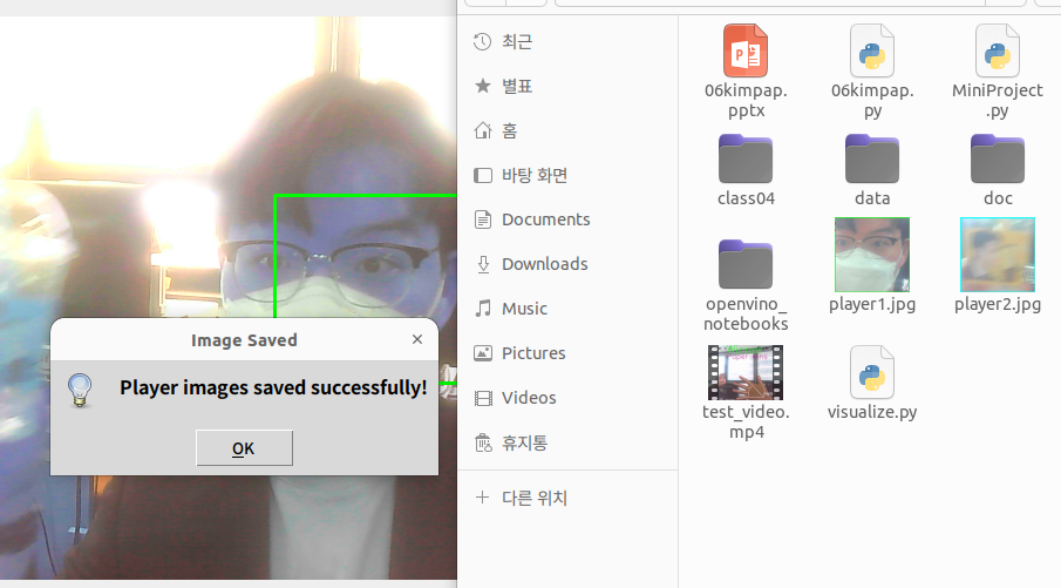 Image Saved
Player images saved successfully!
OK
최근
별표
홈
바탕 화면
Documents
Downloads
Music
Pictures
Videos
휴지통
다른 위치
06kimpap.
pptx
06kimpap.
py
MiniProject
.py
class04
data
doc
openvino_
notebooks
player1.jpg
player2.jpg
test_video.
mp4
visualize.py